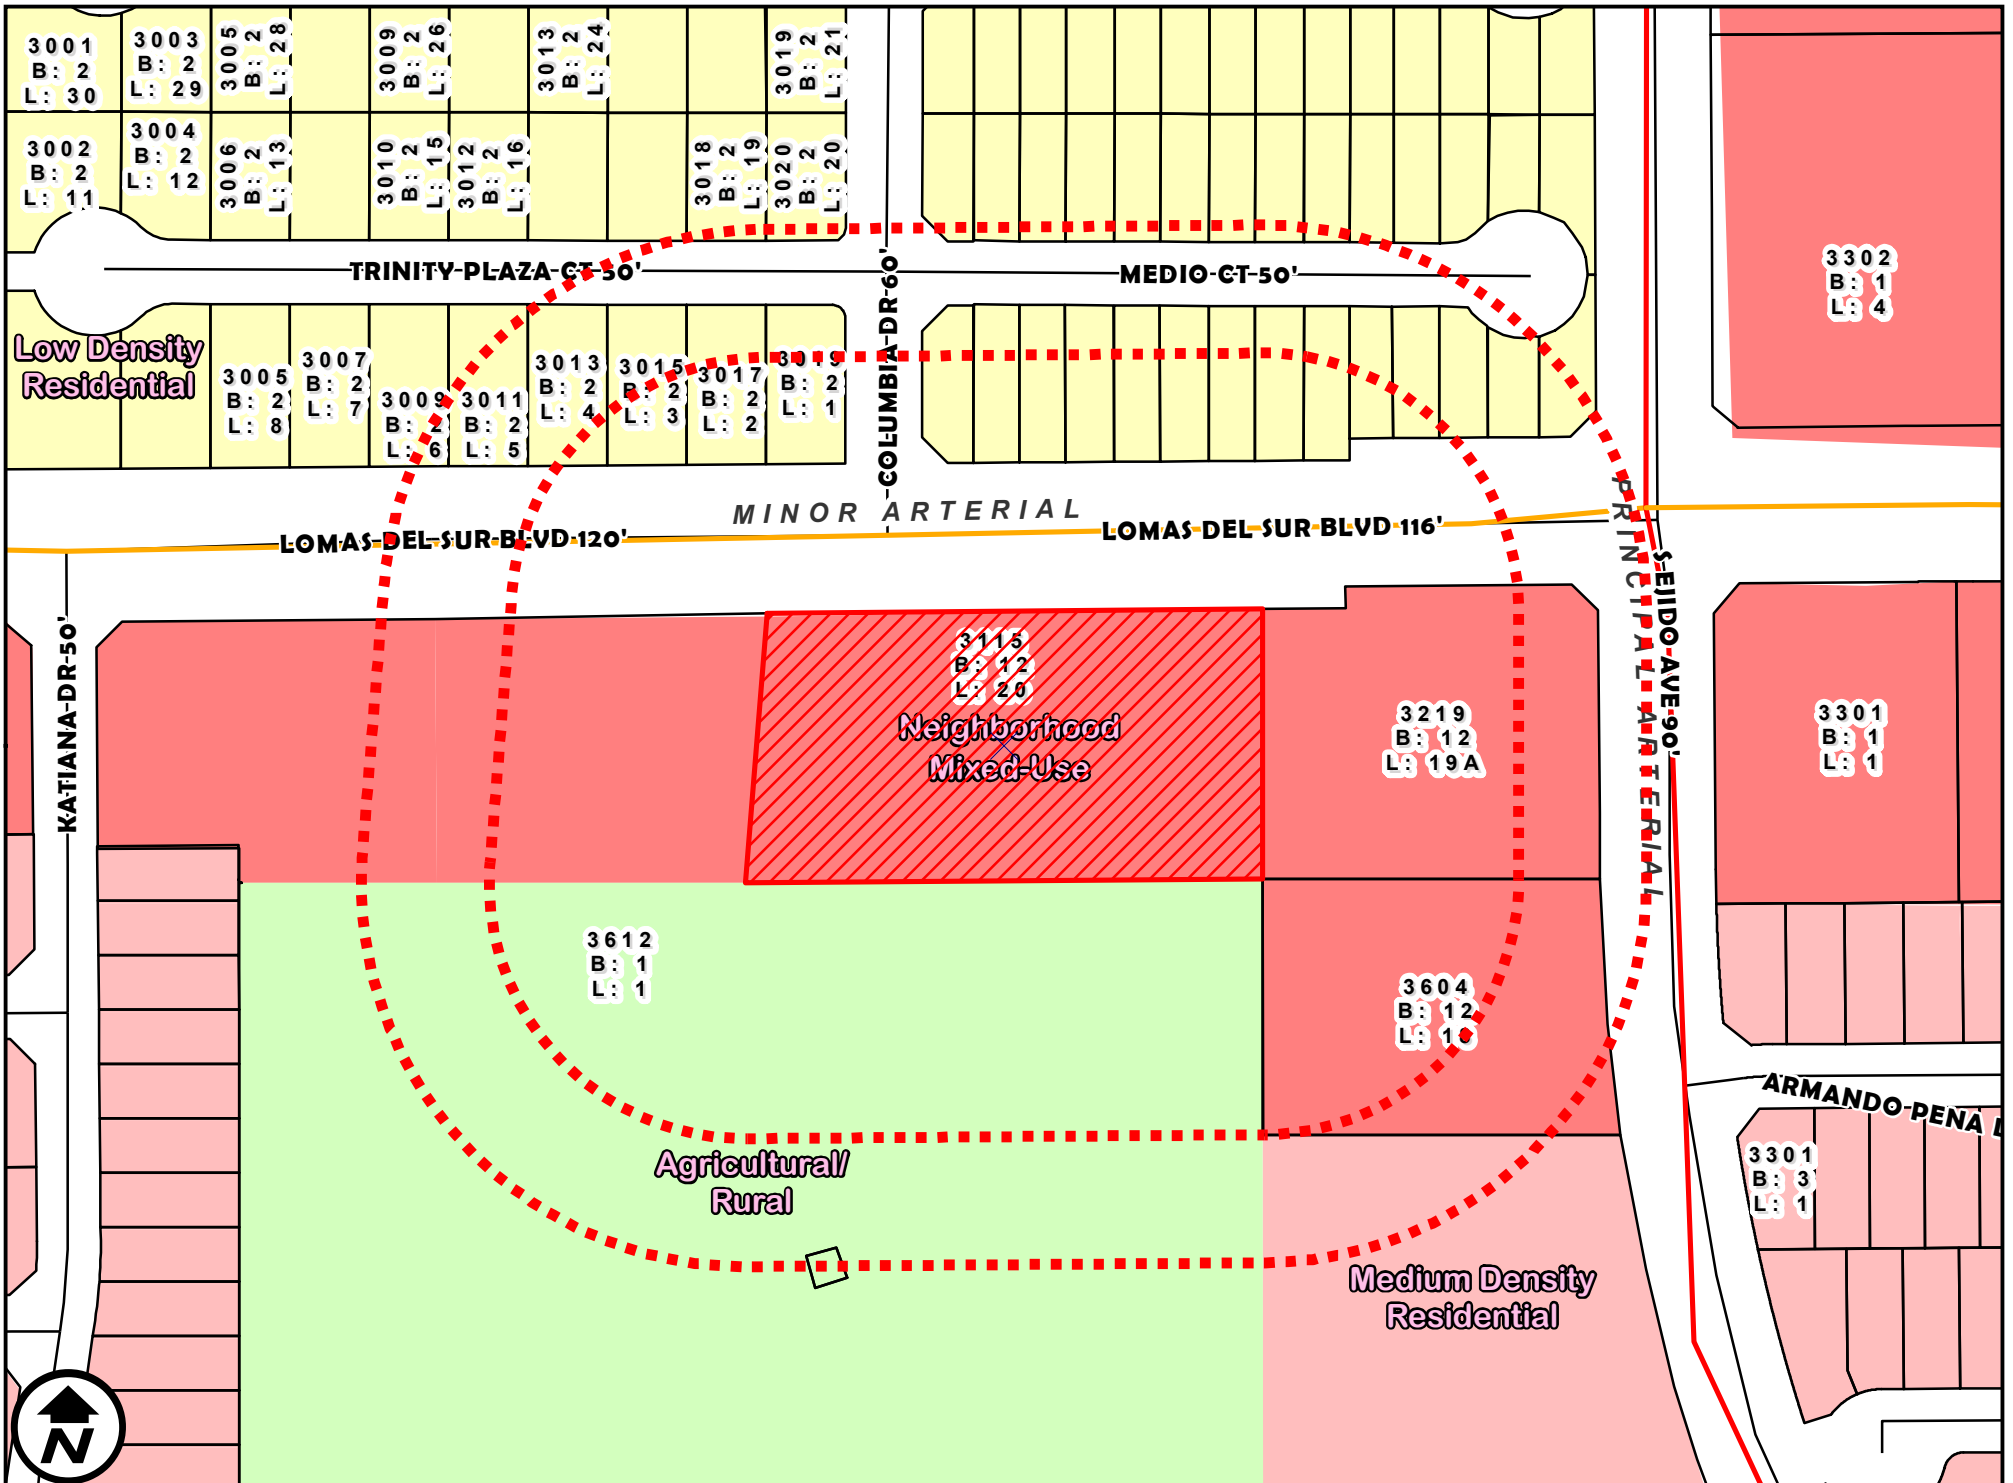 3001
B: 2
L: 30
3003
B: 2
L: 29
3005
B: 2
L: 28
3009
B: 2
L: 26
3013
B: 2
L: 24
3019
B: 2
L: 21
3002
B: 2
L: 11
3004
B: 2
L: 12
3006
B: 2
L: 13
3010
B: 2
L: 15
3012
B: 2
L: 16
3018
B: 2
L: 19
3020
B: 2
L: 20
3302
B: 1
L: 4
TRINITY PLAZA CT 50'
MEDIO CT 50'
COLUMBIA DR 60'
Low Density
Residential
3005
B: 2
L: 8
3007
B: 2
L: 7
3009
B: 2
L: 6
3011
B: 2
L: 5
3013
B: 2
L: 4
3015
B: 2
L: 3
3017
B: 2
L: 2
3019
B: 2
L: 1
MINOR ARTERIAL
LOMAS DEL SUR BLVD 120'
LOMAS DEL SUR BLVD 116'
PRINCIPAL ARTERIAL
S EJIDO AVE 90'
KATIANA DR 50'
3115
B: 12
L: 20
Neighborhood
Mixed-Use
3219
B: 12
L: 19A
3301
B: 1
L: 1
3612
B: 1
L: 1
3604
B: 12
L:
ARMANDO PENA
Agricultural/
Rural
3301
B: 3
L: 1
Medium Density
Residential
N